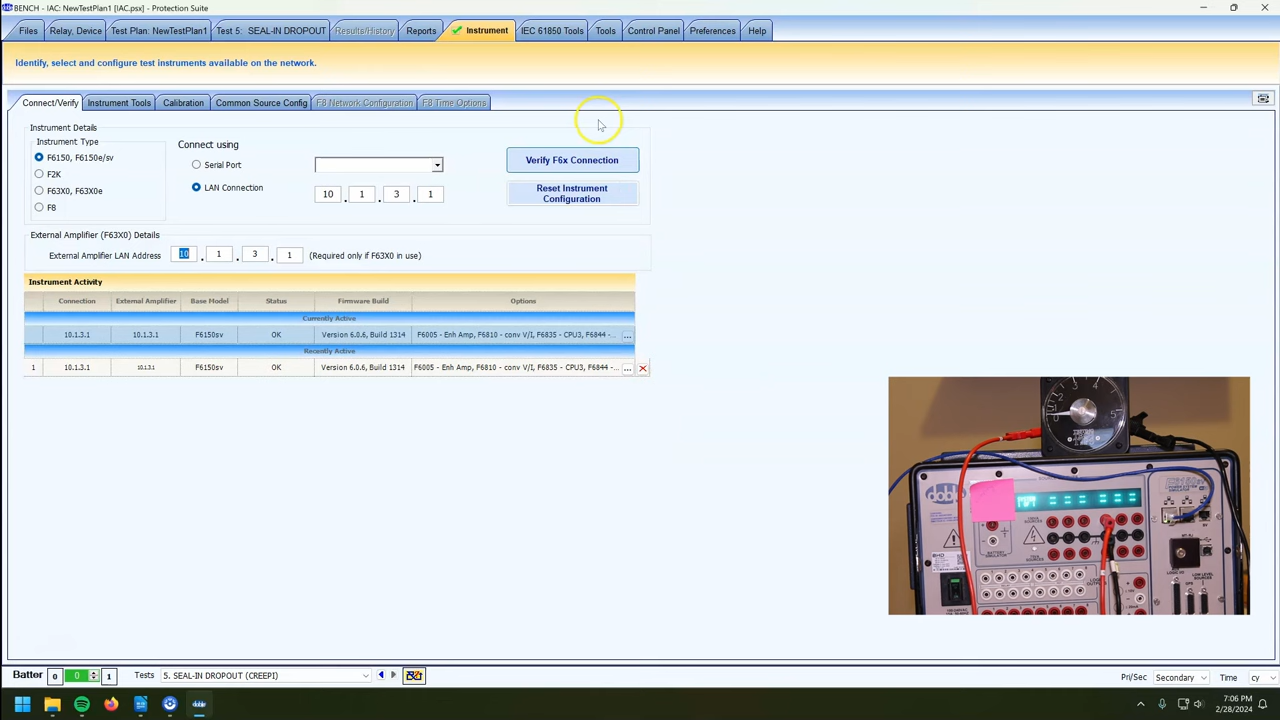 BENCH - IAC: NewTestPlan1 [IAC.psx] - Protection Suite
Files Relay, Device Test Plan: NewTestPlan1 Test 5: SEAL-IN DROPOUT Results/History Reports Instrument IEC 61850 Tools Tools Control Panel Preferences Help
Identify, select and configure test instruments available on the network.
Connect/Verify Instrument Tools Calibration Common Source Config F8 Network Configuration F8 Time Options
Instrument Details
Instrument Type
Connect using
F6150, F6150e/sv
Serial Port
Verify F6x Connection
F2K
LAN Connection
10 . 1 . 3 . 1
Reset Instrument
Configuration
F63X0, F63X0e
F8
External Amplifier (F63X0) Details
External Amplifier LAN Address 10 . 1 . 3 . 1 (Required only if F63X0 in use)
Instrument Activity
Connection External Amplifier Base Model Status Firmware Build Options
Currently Active
10.1.3.1 10.1.3.1 F6150sv OK Version 6.0.6, Build 1314 F6005 - Enh Amp, F6810 - conv V/I, F6835 - CPU3, F6844 -... ...
Recently Active
1 10.1.3.1 10.1.3.1 F6150sv OK Version 6.0.6, Build 1314 F6005 - Enh Amp, F6810 - conv V/I, F6835 - CPU3, F6844 -... ...
doble
Batter 0 0 1 Tests 5. SEAL-IN DROPOUT (CREEPI)
Pri/Sec Secondary Time cy
7:06 PM
2/28/2024